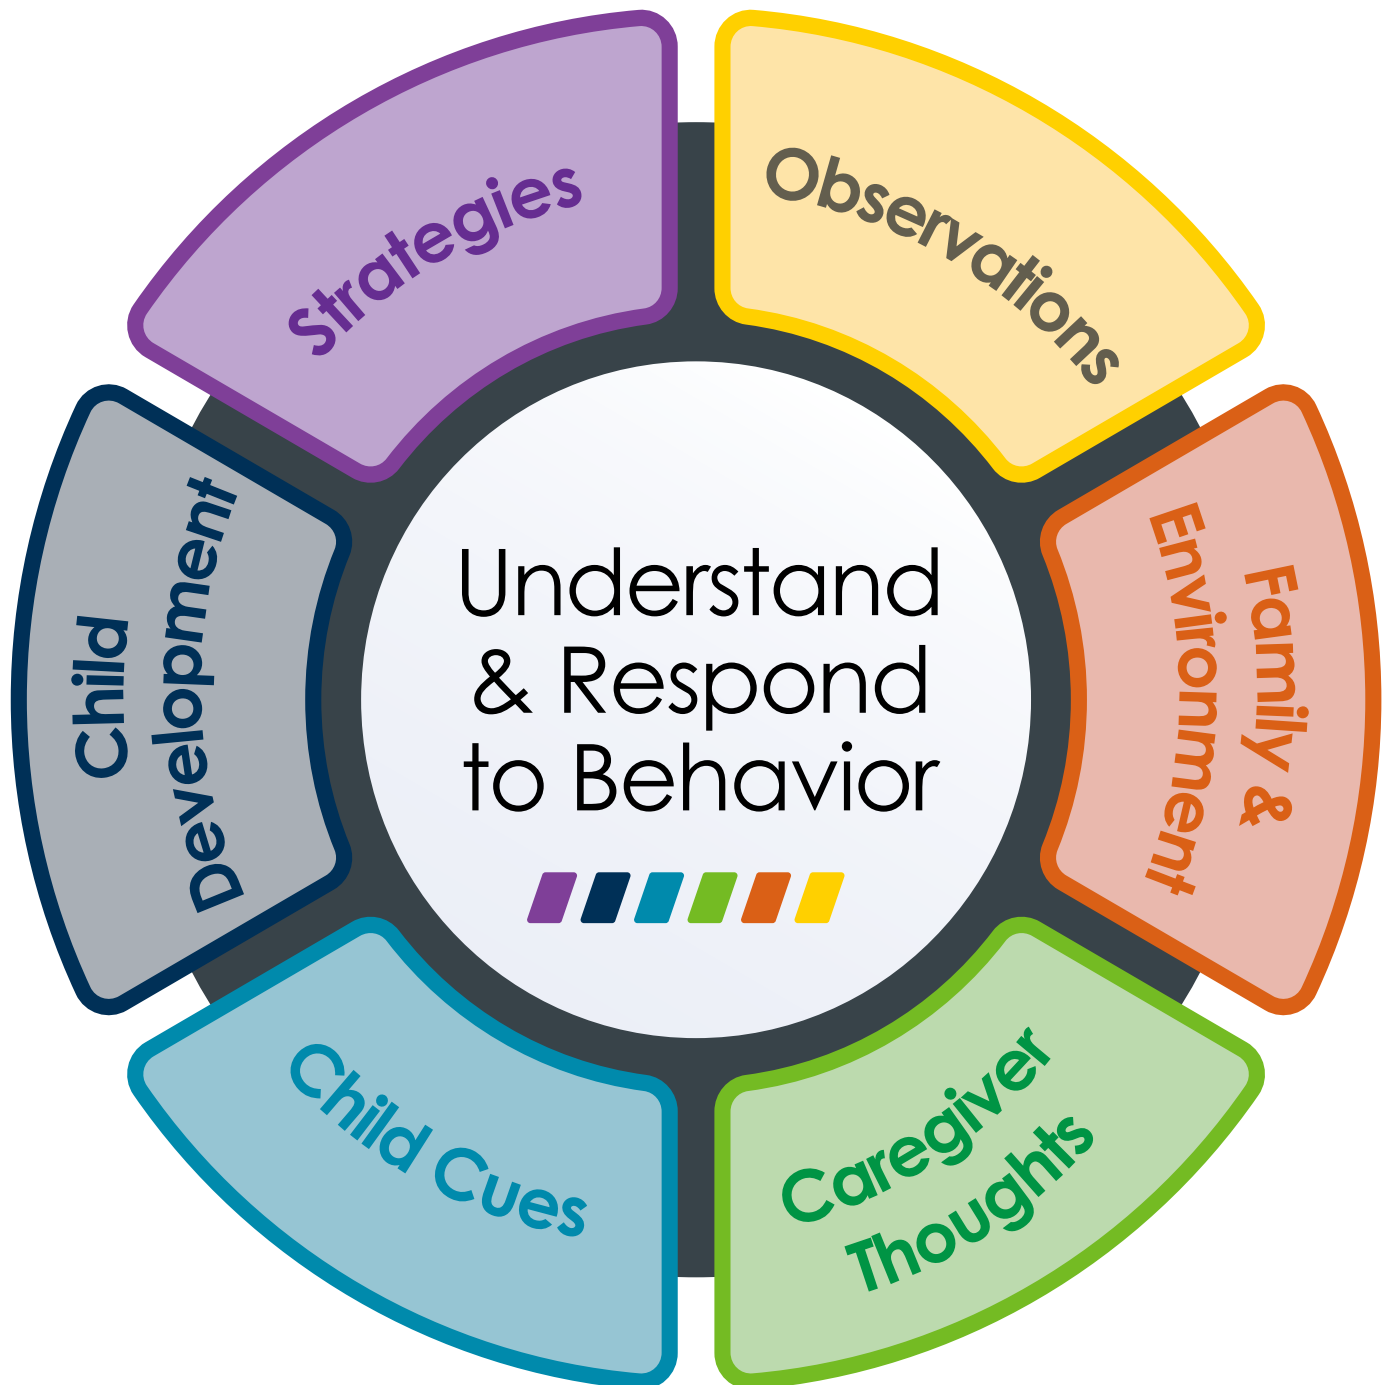 Strategies
Observations
Family &
Environment
Caregiver
Thoughts
Child Cues
Child
Development
Understand
& Respond
to Behavior